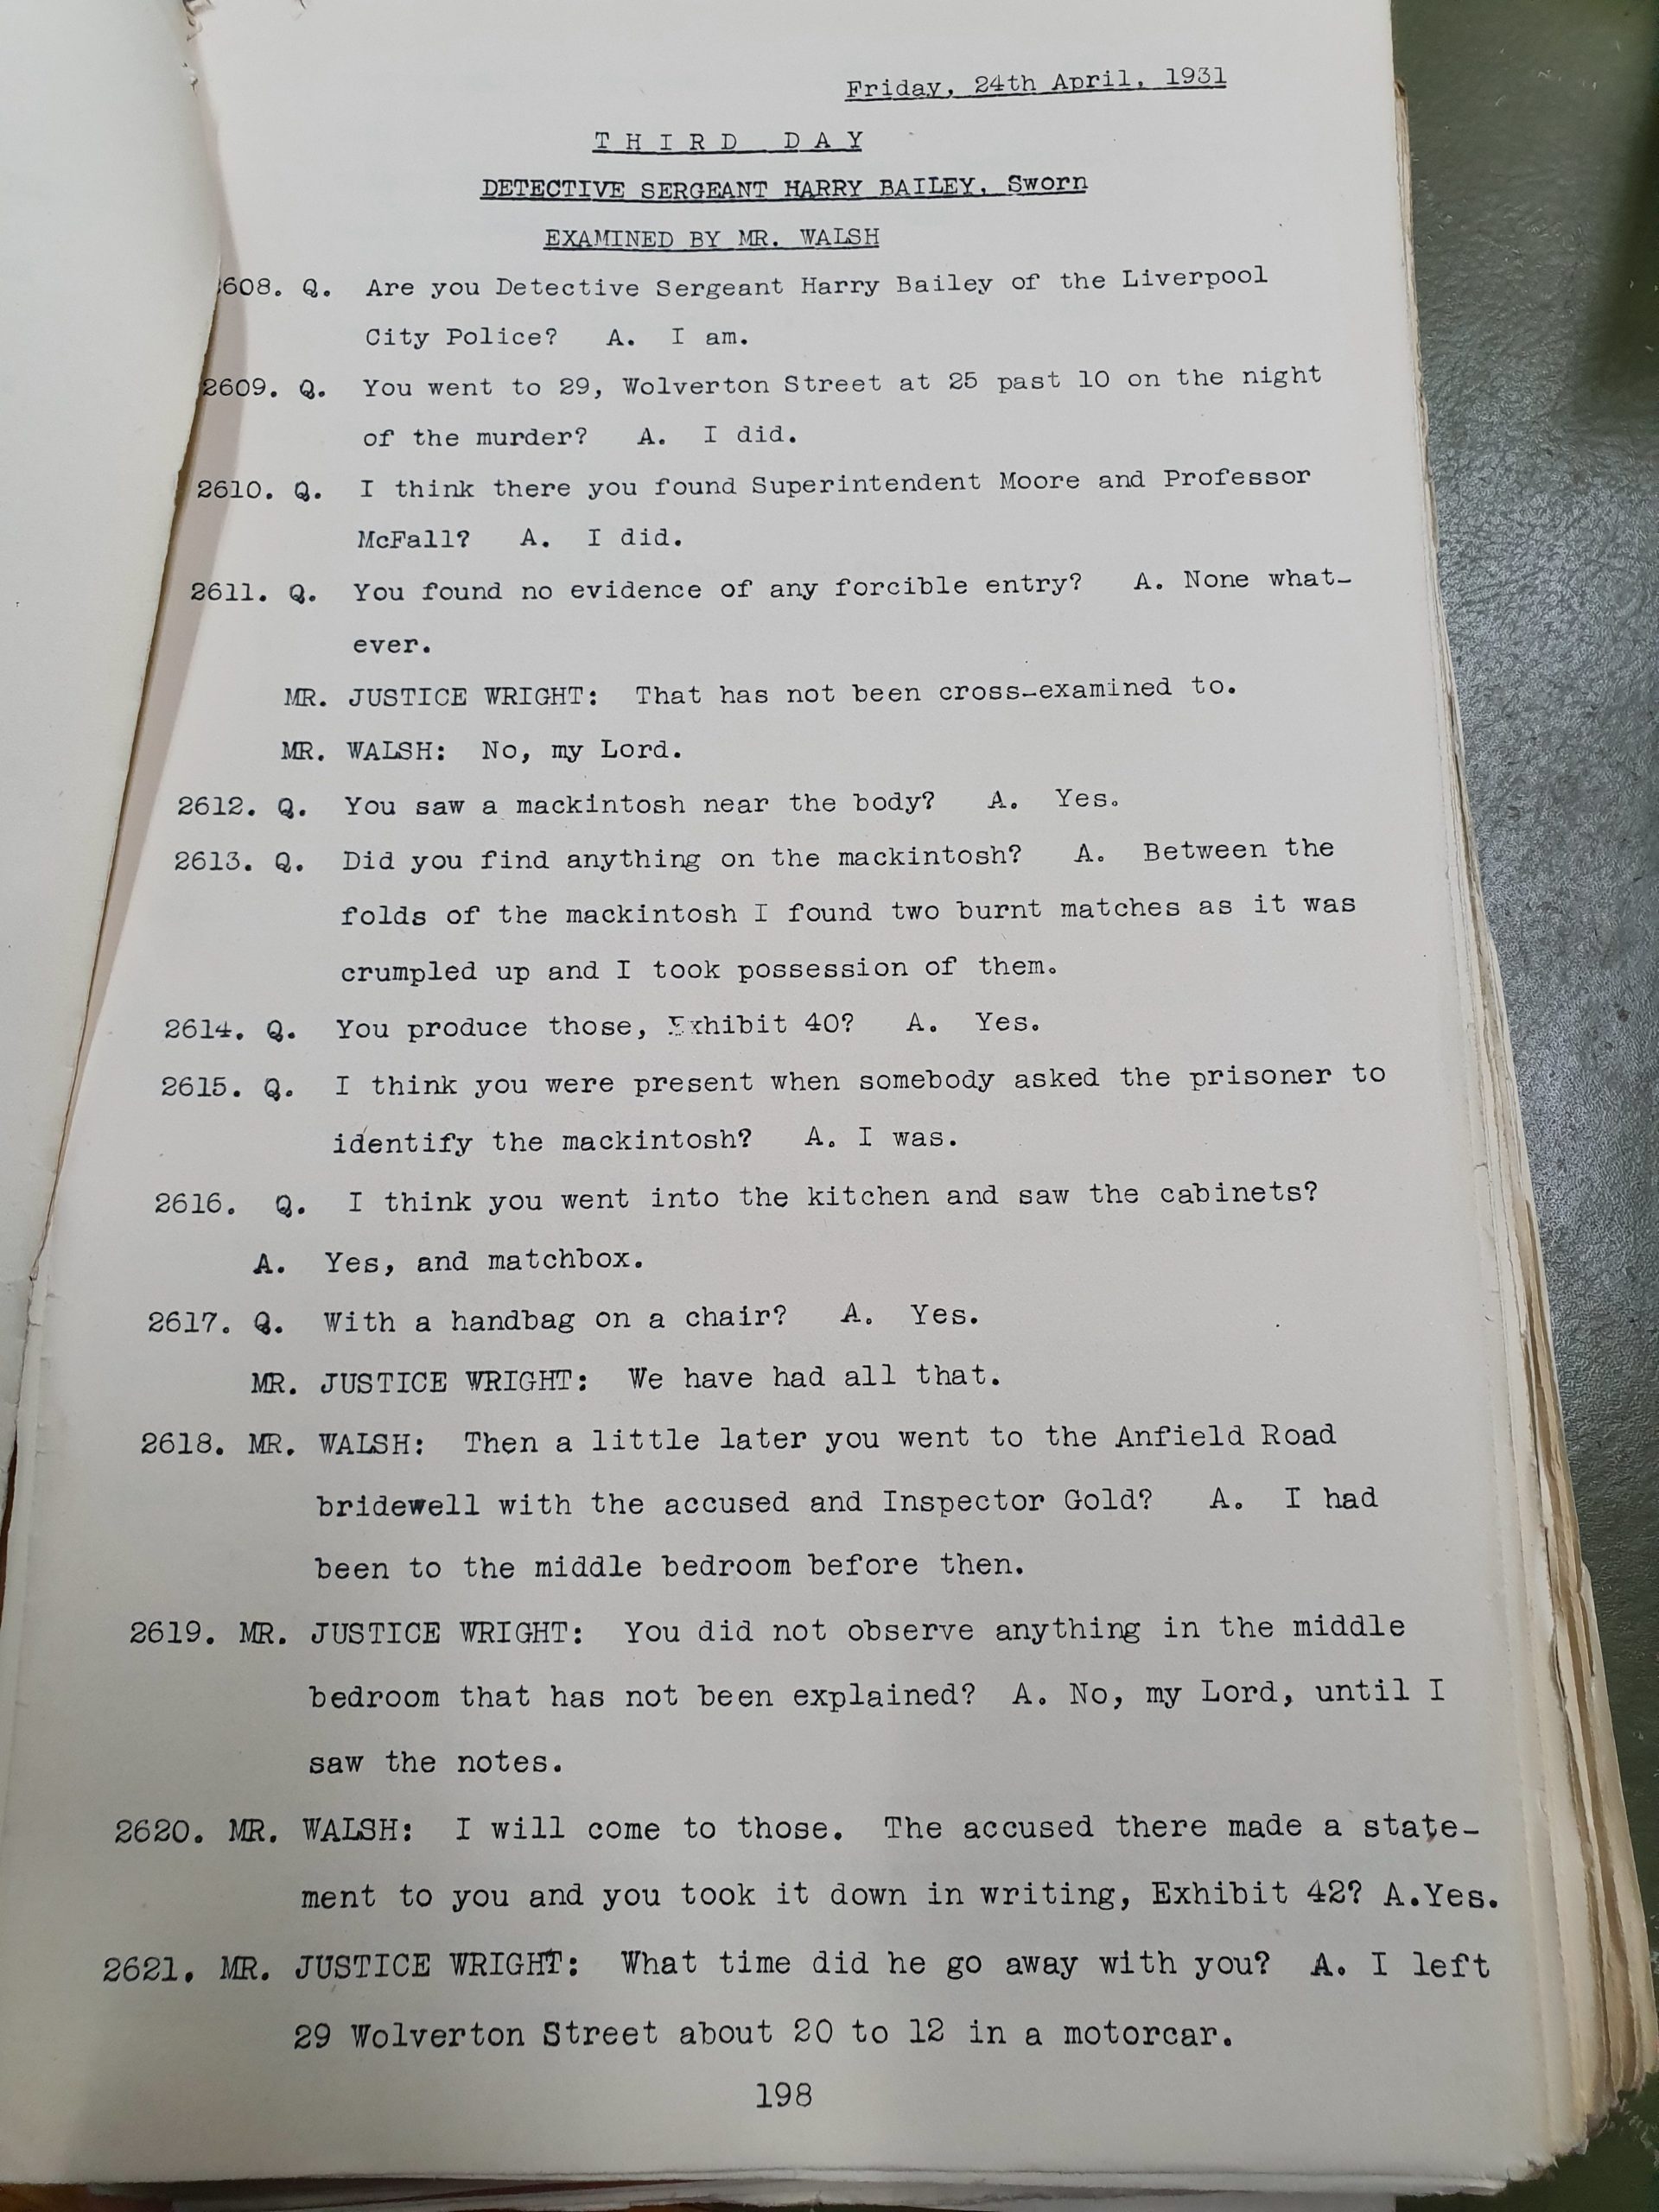 Friday, 24th April, 1931
THIRD DAY
DETECTIVE SERGEANT HARRY BAILEY, Sworn
EXAMINED BY MR. WALSH
608. Q. Are you Detective Sergeant Harry Bailey of the Liverpool
City Police? A. I am.
2609. Q. You went to 29, Wolverton Street at 25 past 10 on the night
of the murder? A. I did.
2610. Q. I think there you found Superintendent Moore and Professor
McFall? A. I did.
2611. Q. You found no evidence of any forcible entry? A. None what-
ever.
MR. JUSTICE WRIGHT: That has not been cross-examined to.
MR. WALSH: No, my Lord.
2612. Q. You saw a mackintosh near the body? A. Yes.
2613. Q. Did you find anything on the mackintosh? A. Between the
folds of the mackintosh I found two burnt matches as it was
crumpled up and I took possession of them.
2614. Q. You produce those, Exhibit 40? A. Yes.
2615. Q. I think you were present when somebody asked the prisoner to
identify the mackintosh? A. I was.
2616. Q. I think you went into the kitchen and saw the cabinets?
A. Yes, and matchbox.
2617. Q. With a handbag on a chair? A. Yes.
MR. JUSTICE WRIGHT: We have had all that.
2618. MR. WALSH: Then a little later you went to the Anfield Road
bridewell with the accused and Inspector Gold? A. I had
been to the middle bedroom before then.
2619. MR. JUSTICE WRIGHT: You did not observe anything in the middle
bedroom that has not been explained? A. No, my Lord, until I
saw the notes.
2620. MR. WALSH: I will come to those. The accused there made a state-
ment to you and you took it down in writing, Exhibit 42? A.Yes.
2621. MR. JUSTICE WRIGHT: What time did he go away with you? A. I left
29 Wolverton Street about 20 to 12 in a motorcar.
198